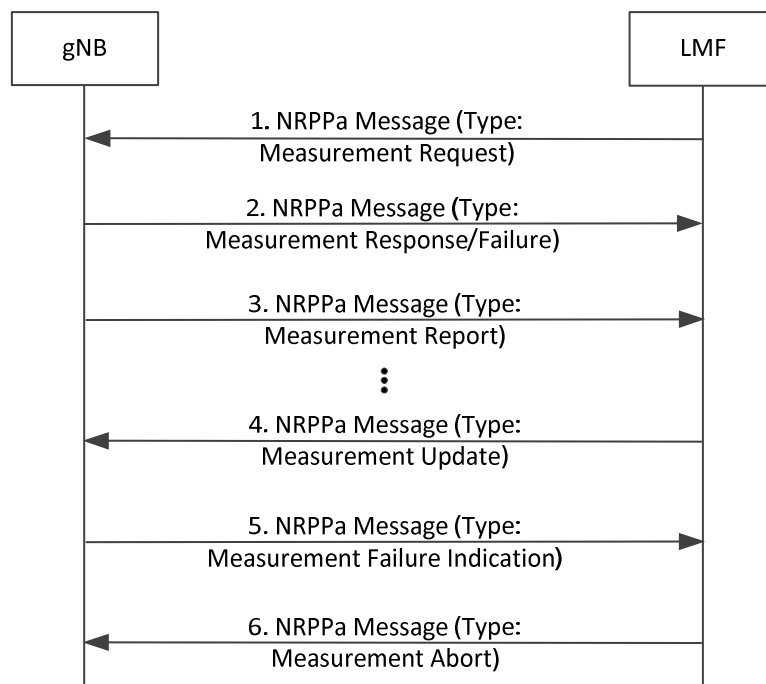 gNB
LMF
1. NRPPa Message (Type:
Measurement Request)
2. NRPPa Message (Type:
Measurement Response/Failure)
3. NRPPa Message (Type:
Measurement Report)
4. NRPPa Message (Type:
Measurement Update)
5. NRPPa Message (Type:
Measurement Failure Indication)
6. NRPPa Message (Type:
Measurement Abort)